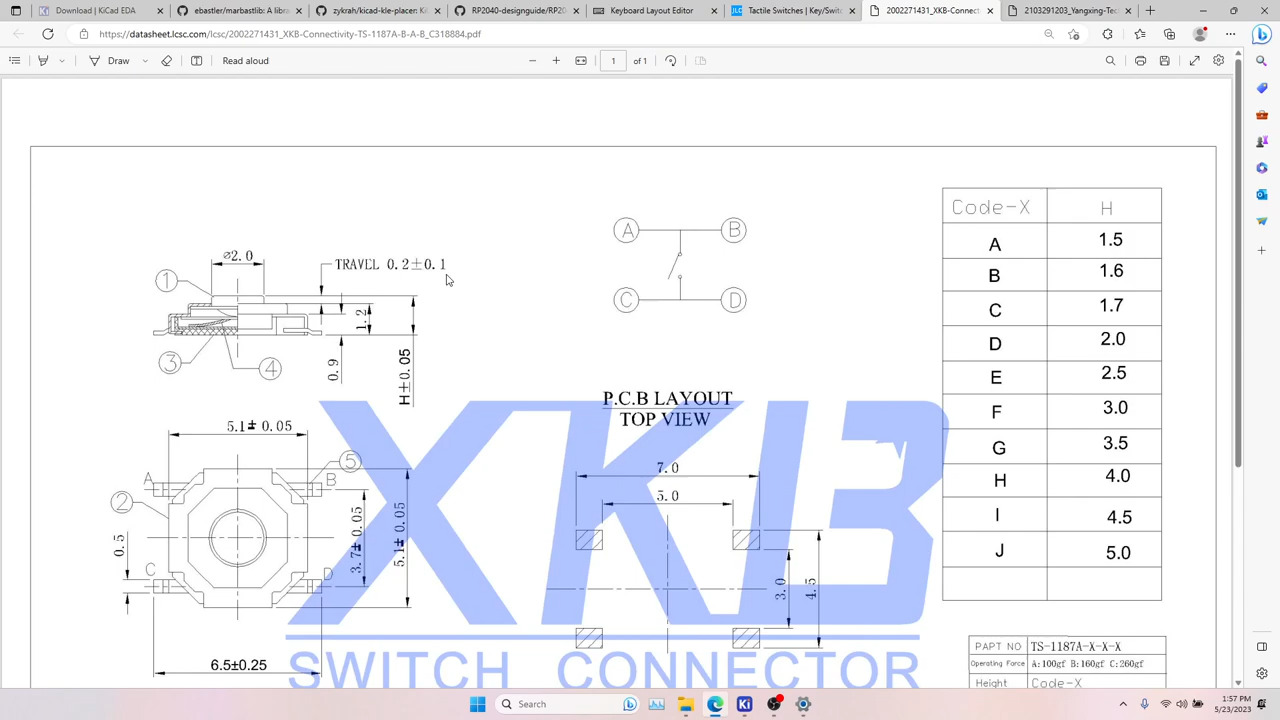 Download | KiCad EDA
ebastler/marbastlib: A libra
zykrah/kicad-kle-placer: Ki
RP2040-designguide/RP20
Keyboard Layout Editor
Tactile Switches | Key/Switch
2002271431_XKB-Connect
2103291203_Yangxing-Tech
https://datasheet.lcsc.com/lcsc/2002271431_XKB-Connectivity-TS-1187A-B-A-B_C318884.pdf
Draw
Read aloud
1
of 1
Code-X H
A 1.5
B 1.6
C 1.7
D 2.0
E 2.5
F 3.0
G 3.5
H 4.0
I 4.5
J 5.0
A B
C D
⌀2.0
TRAVEL 0.2±0.1
1
3
4
1.2
0.9
H±0.05
P.C.B LAYOUT
TOP VIEW
7.0
5.0
3.0
4.5
5.1±0.05
A
5
B
2
3.7±0.05
5.1±0.05
0.5
C
D
6.5±0.25
XKB
SWITCH CONNECTOR
PART NO TS-1187A-X-X-X
Operating Force A:100gf B:160gf C:260gf
Height Code-X
Search
1:57 PM
5/23/2023